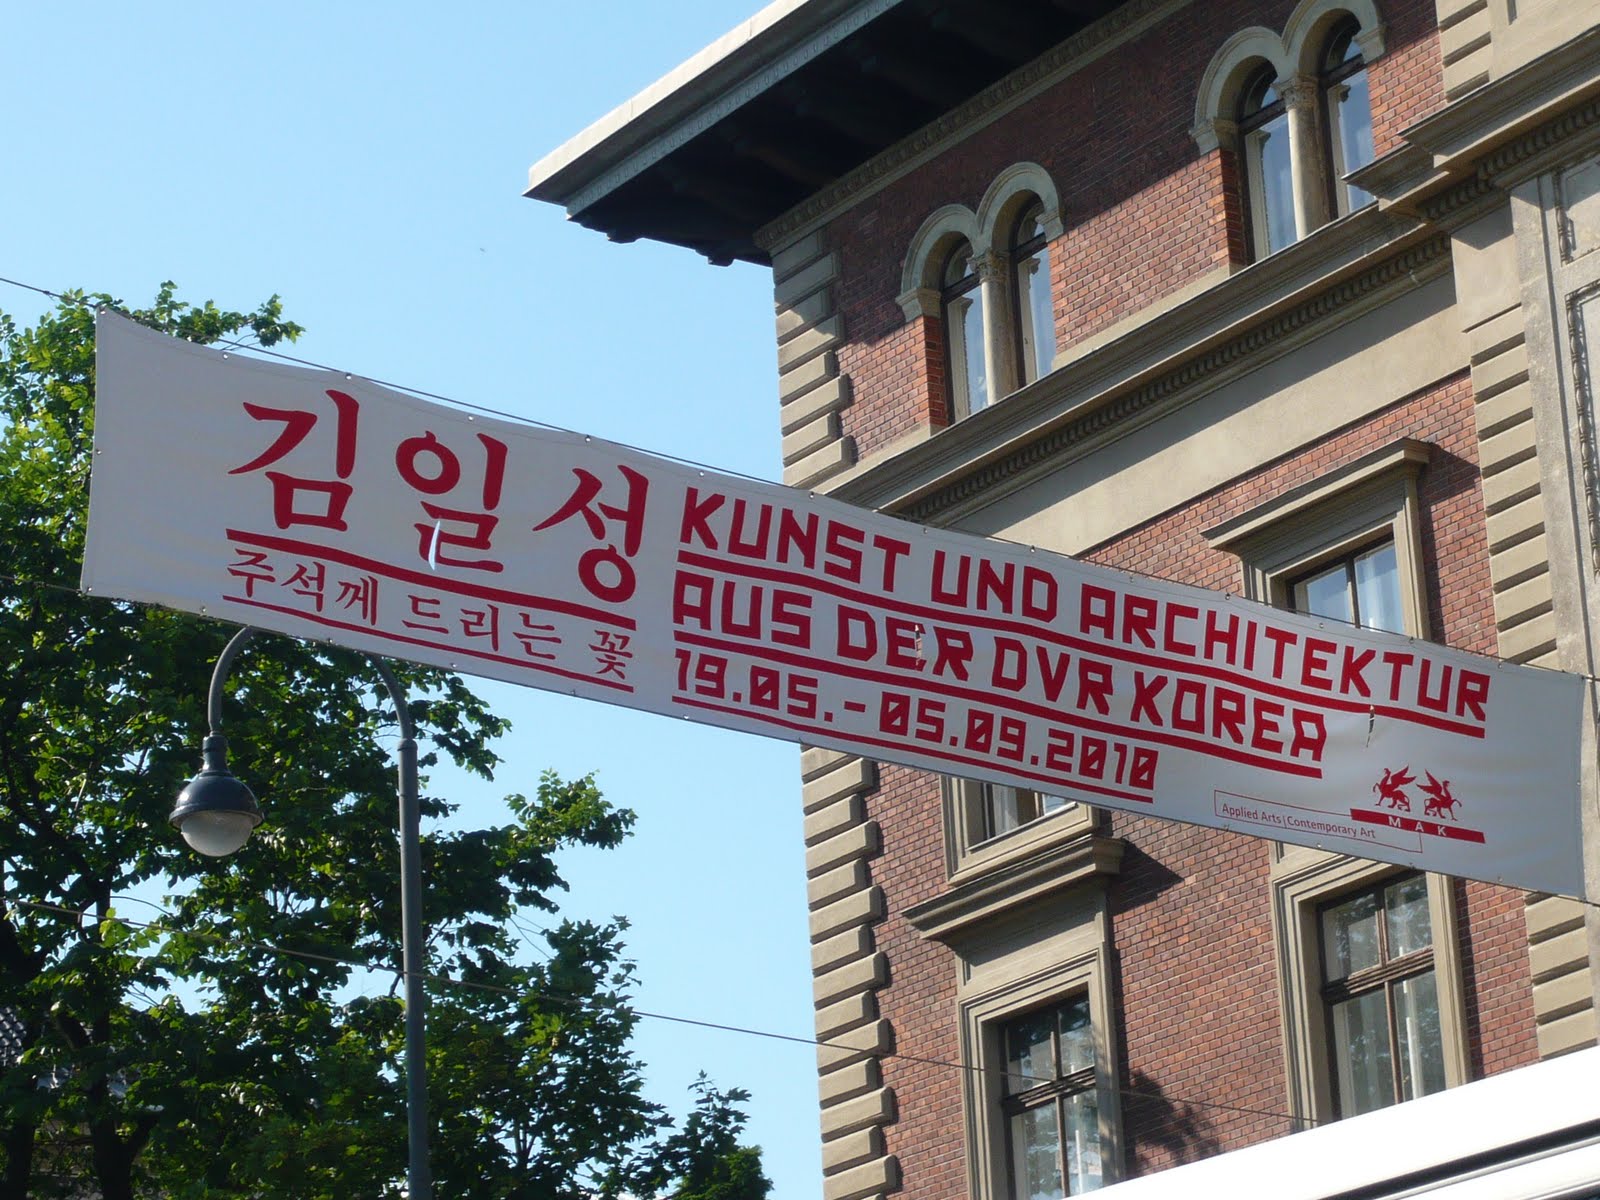 김일성
주석께 드리는 꽃
KUNST UND ARCHITEKTUR
AUS DER DVR KOREA
19.05.-05.09.2010
Applied Arts|Contemporary Art
MAK